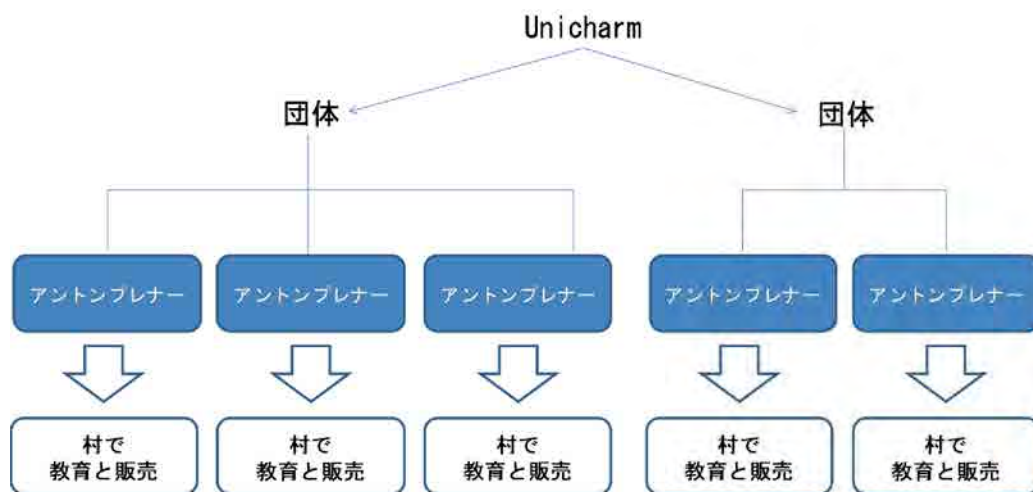 Unicharm
団体
団体
アントンプレナー
アントンプレナー
アントンプレナー
アントンプレナー
アントンプレナー
村で
教育と販売
村で
教育と販売
村で
教育と販売
村で
教育と販売
村で
教育と販売